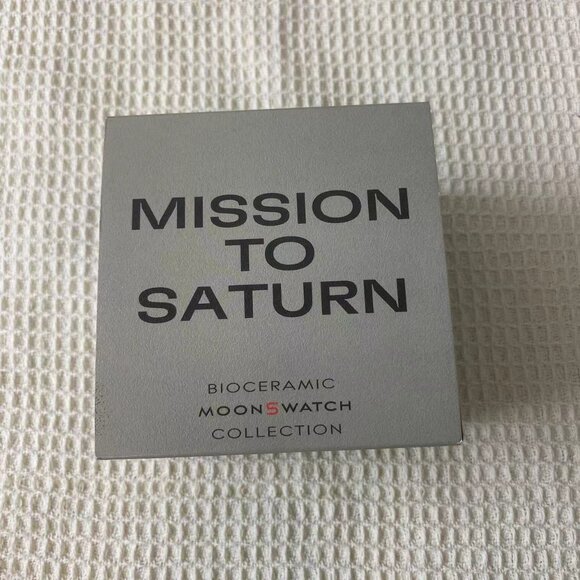 MISSION
TO
SATURN
BIOCERAMIC
MOONSWATCH
COLLECTION